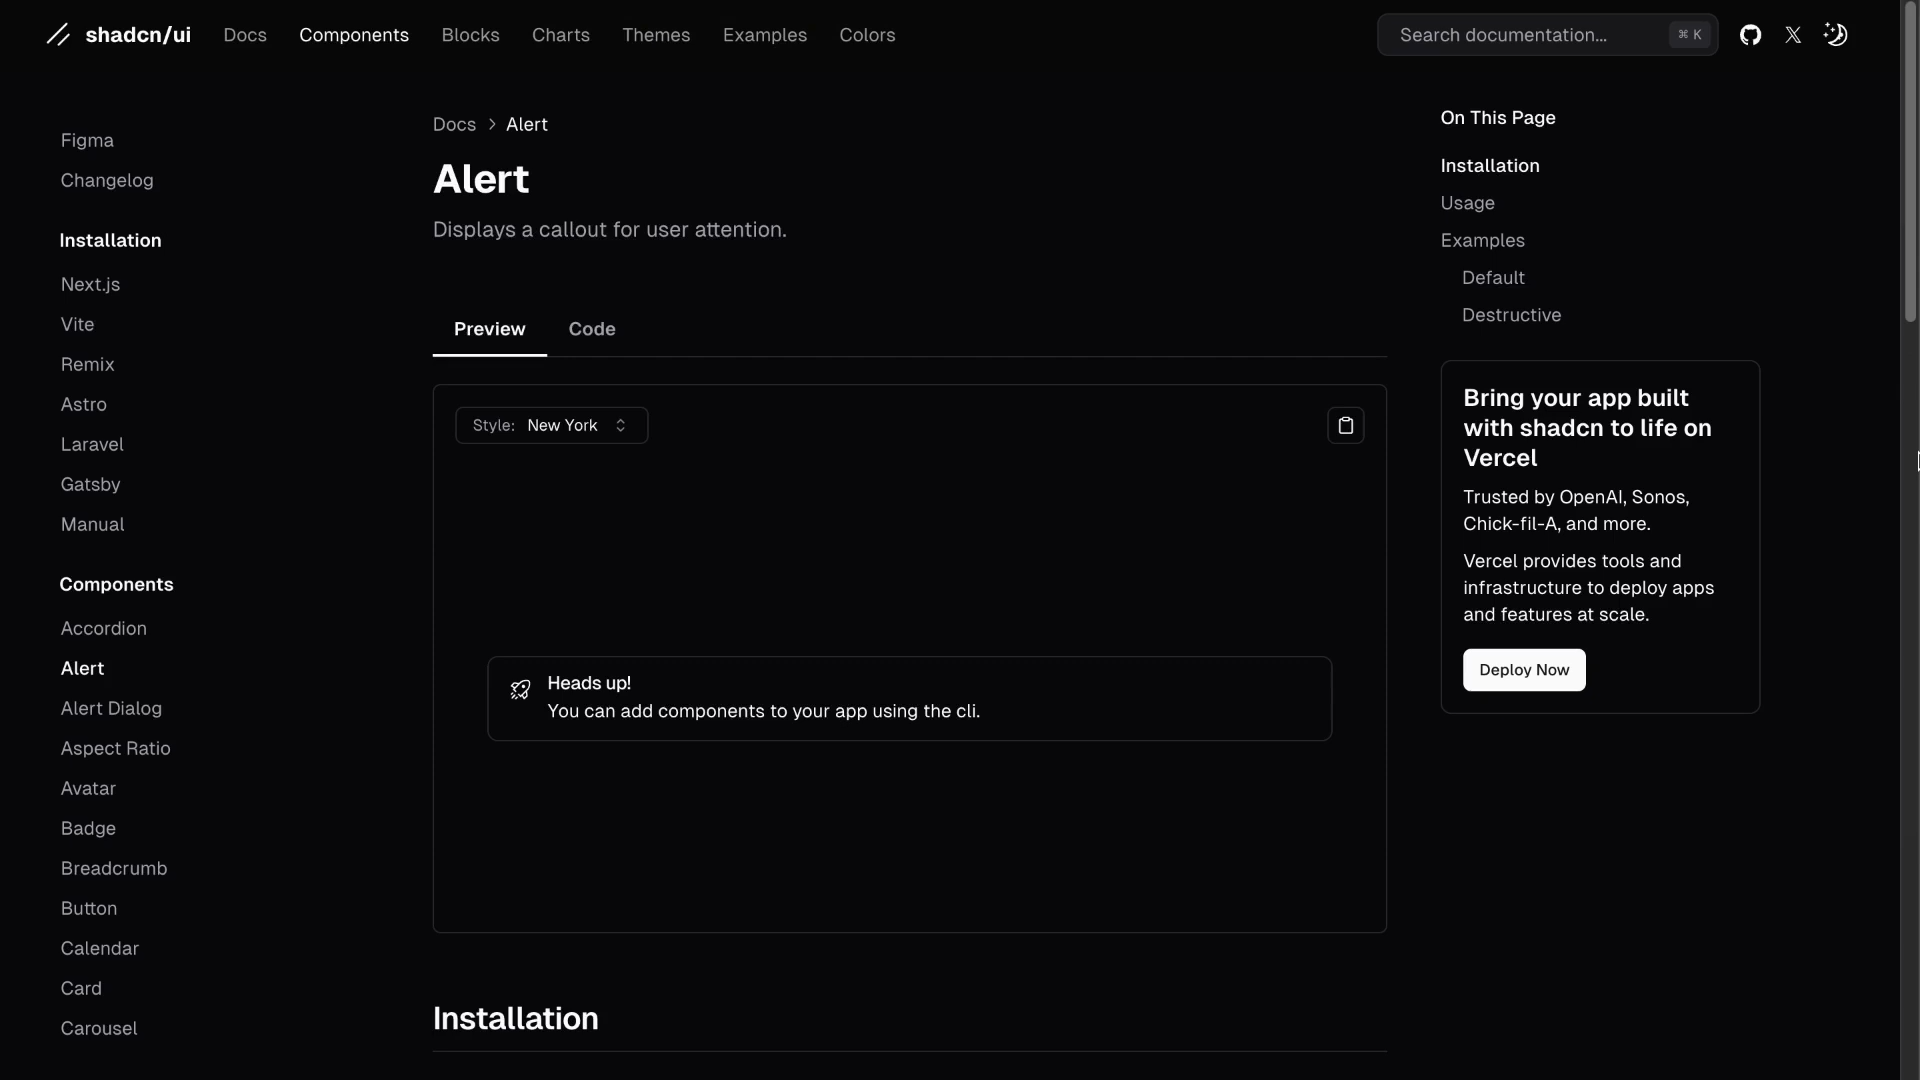 shadcn/ui Docs Components Blocks Charts Themes Examples Colors Search documentation... ⌘ K
Figma
Changelog
Installation
Next.js
Vite
Remix
Astro
Laravel
Gatsby
Manual
Components
Accordion
Alert
Alert Dialog
Aspect Ratio
Avatar
Badge
Breadcrumb
Button
Calendar
Card
Carousel
Docs > Alert
Alert
Displays a callout for user attention.
Preview Code
Style: New York
Heads up!
You can add components to your app using the cli.
Installation
On This Page
Installation
Usage
Examples
Default
Destructive
Bring your app built
with shadcn to life on
Vercel
Trusted by OpenAI, Sonos,
Chick-fil-A, and more.
Vercel provides tools and
infrastructure to deploy apps
and features at scale.
Deploy Now